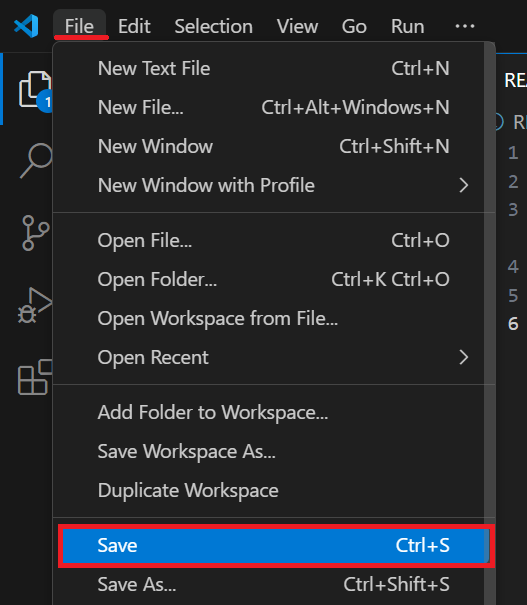 File Edit Selection View Go Run ···
New Text File Ctrl+N
New File... Ctrl+Alt+Windows+N
New Window Ctrl+Shift+N
New Window with Profile
Open File... Ctrl+O
Open Folder... Ctrl+K Ctrl+O
Open Workspace from File...
Open Recent
Add Folder to Workspace...
Save Workspace As...
Duplicate Workspace
Save Ctrl+S
Save As... Ctrl+Shift+S
1
1
2
3
4
5
6